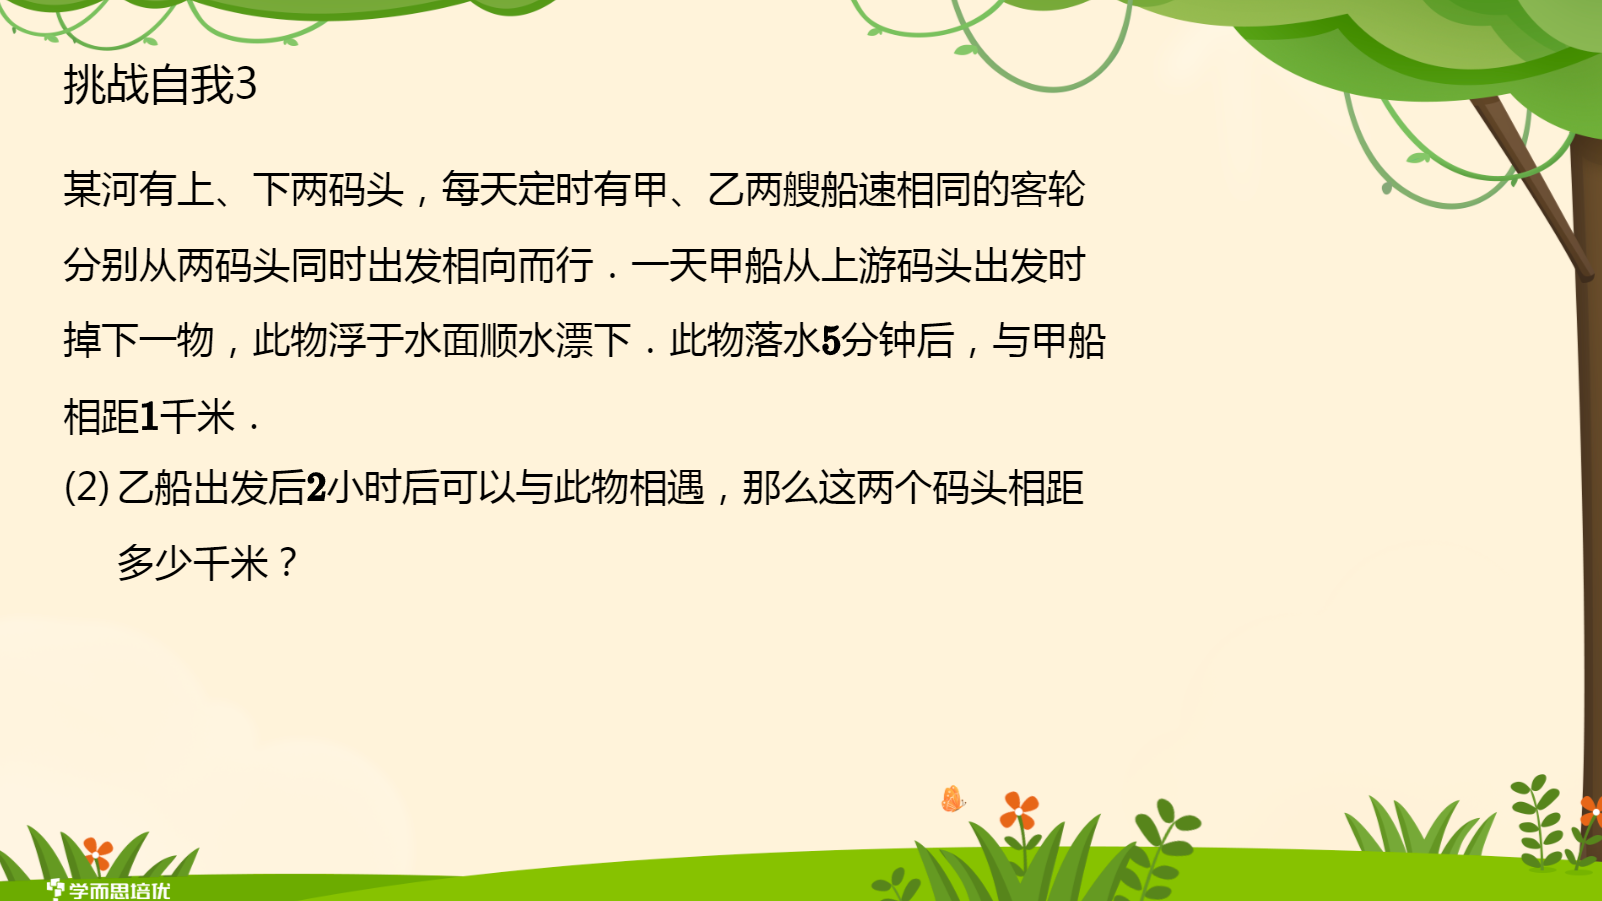 挑战自我3
某河有上、下两码头，每天定时有甲、乙两艘船速相同的客轮
分别从两码头同时出发相向而行．一天甲船从上游码头出发时
掉下一物，此物浮于水面顺水漂下．此物落水5分钟后，与甲船
相距1千米．
(2) 乙船出发后2小时后可以与此物相遇，那么这两个码头相距
多少千米？
学而思培优